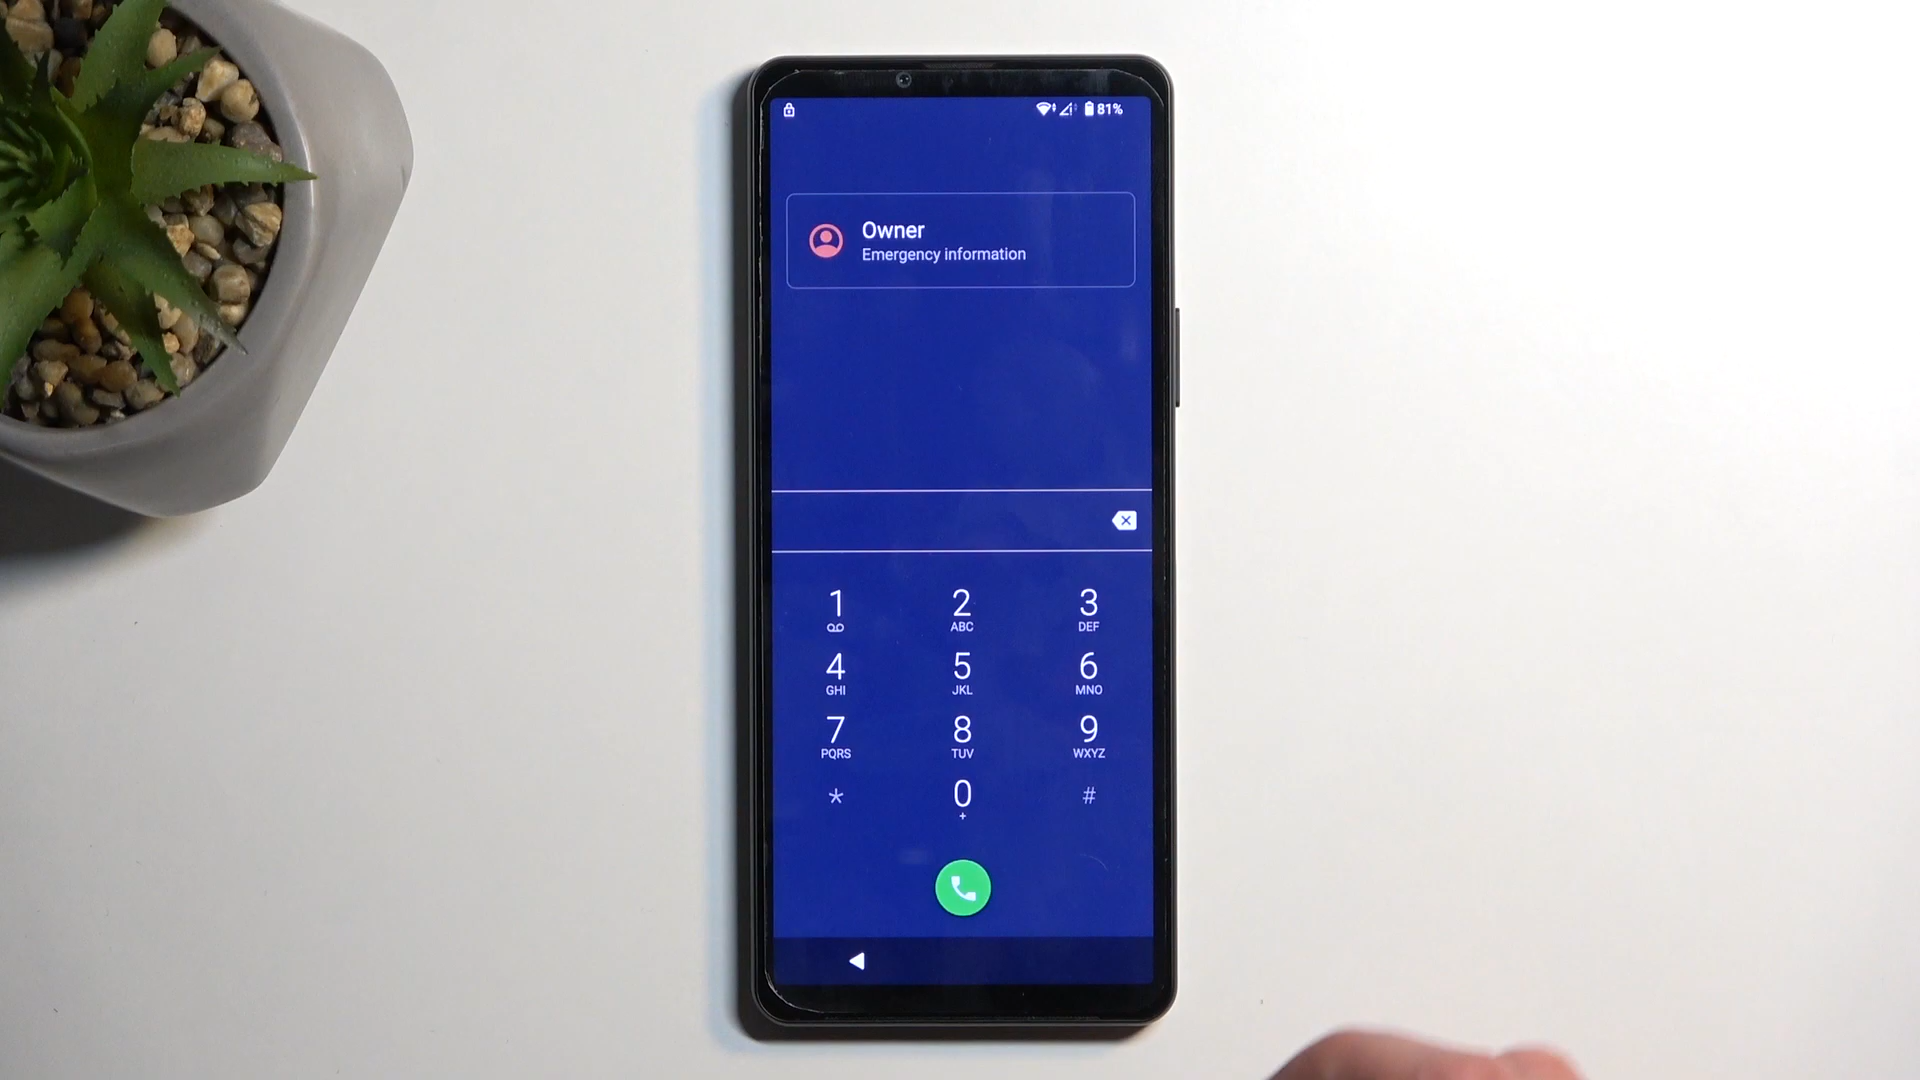 81%
Owner
Emergency information
1 2 3
ABC DEF
4 5 6
GHI JKL MNO
7 8 9
PQRS TUV WXYZ
* 0 #
+